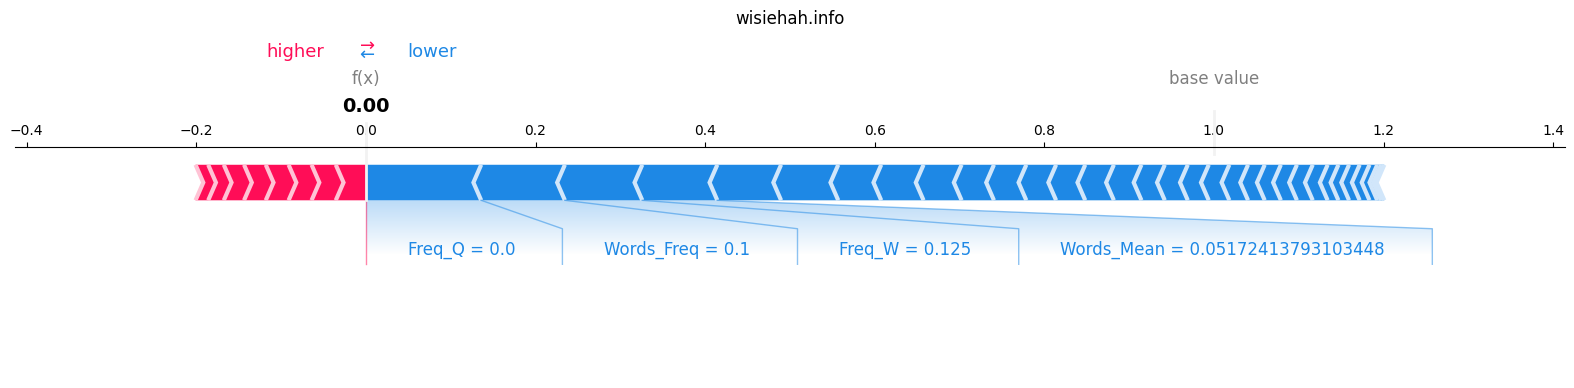 wisiehah.info
higher → lower
←
f(x) base value
0.00
−0.4 −0.2 0.0 0.2 0.4 0.6 0.8 1.0 1.2 1.4
Freq_Q = 0.0 Words_Freq = 0.1 Freq_W = 0.125 Words_Mean = 0.05172413793103448